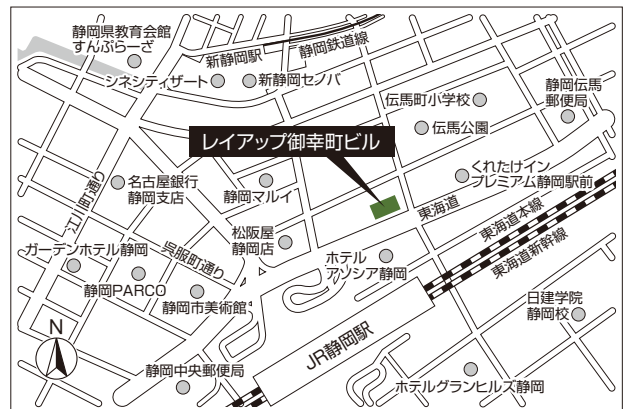 静岡県教育会館
すんぷらーざ
新静岡駅
静岡鉄道線
シネシティザート
新静岡セノバ
伝馬町小学校
静岡伝馬
郵便局
伝馬公園
レイアップ御幸町ビル
くれたけイン
プレミアム静岡駅前
江川町通り
名古屋銀行
静岡支店
静岡マルイ
東海道
東海道本線
東海道新幹線
松阪屋
静岡店
ガーデンホテル静岡
呉服町通り
ホテル
アソシア静岡
静岡PARCO
静岡市美術館
日建学院
静岡校
N
JR静岡駅
静岡中央郵便局
ホテルグランヒルズ静岡